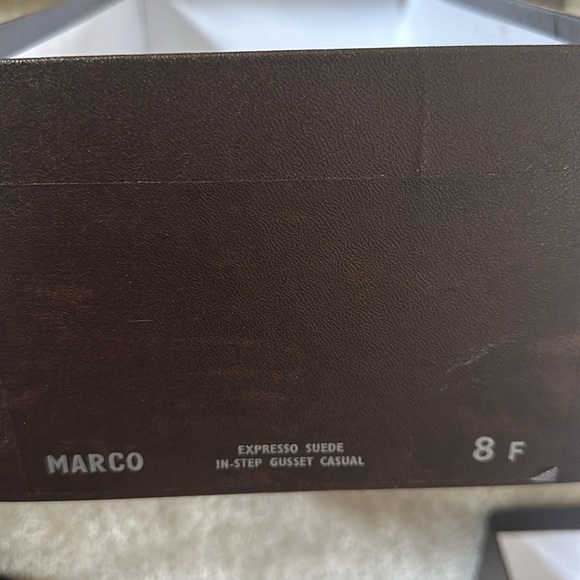 MARCO
EXPRESSO SUEDE
IN-STEP GUSSET CASUAL
8 F